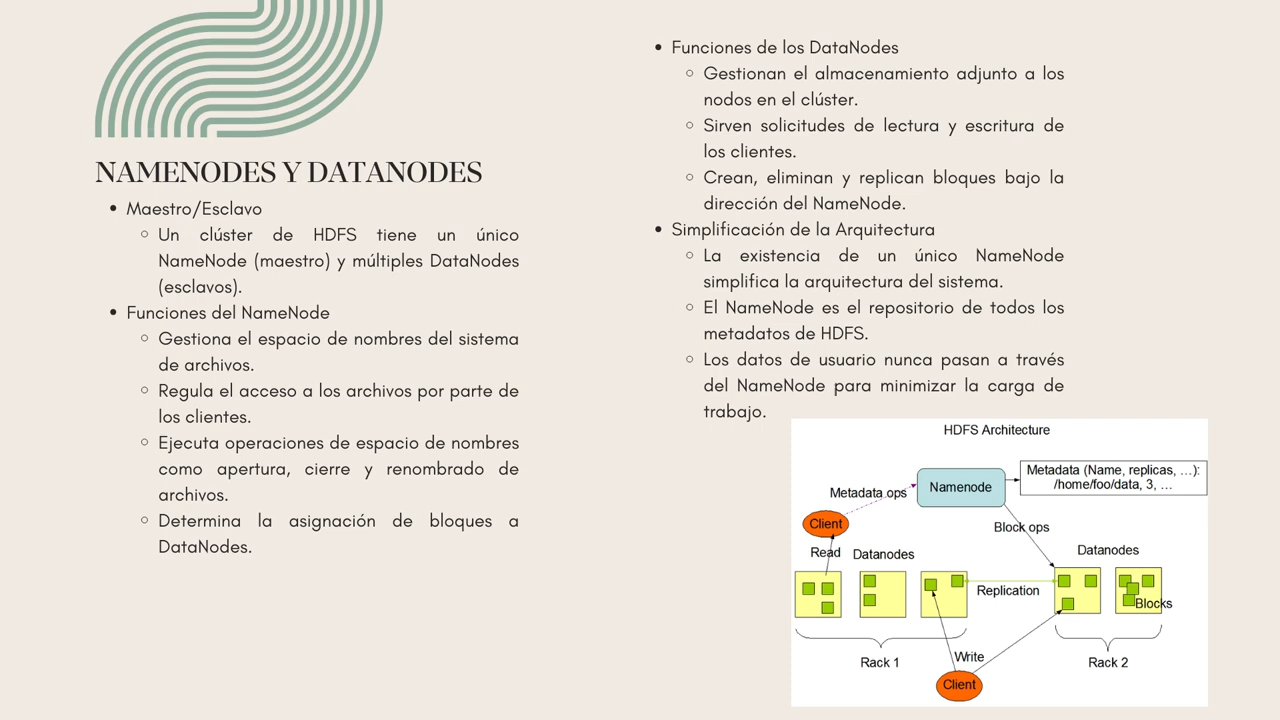 NAMENODES Y DATANODES
• Maestro/Esclavo
○ Un clúster de HDFS tiene un único
NameNode (maestro) y múltiples DataNodes
(esclavos).
• Funciones del NameNode
○ Gestiona el espacio de nombres del sistema
de archivos.
○ Regula el acceso a los archivos por parte de
los clientes.
○ Ejecuta operaciones de espacio de nombres
como apertura, cierre y renombrado de
archivos.
○ Determina la asignación de bloques a
DataNodes.
• Funciones de los DataNodes
○ Gestionan el almacenamiento adjunto a los
nodos en el clúster.
○ Sirven solicitudes de lectura y escritura de
los clientes.
○ Crean, eliminan y replican bloques bajo la
dirección del NameNode.
• Simplificación de la Arquitectura
○ La existencia de un único NameNode
simplifica la arquitectura del sistema.
○ El NameNode es el repositorio de todos los
metadatos de HDFS.
○ Los datos de usuario nunca pasan a través
del NameNode para minimizar la carga de
trabajo.
HDFS Architecture
Metadata (Name, replicas, ...):
/home/foo/data, 3, ...
Namenode
Metadata ops
Client
Block ops
Read
Datanodes
Datanodes
Replication
Blocks
Rack 1
Write
Rack 2
Client